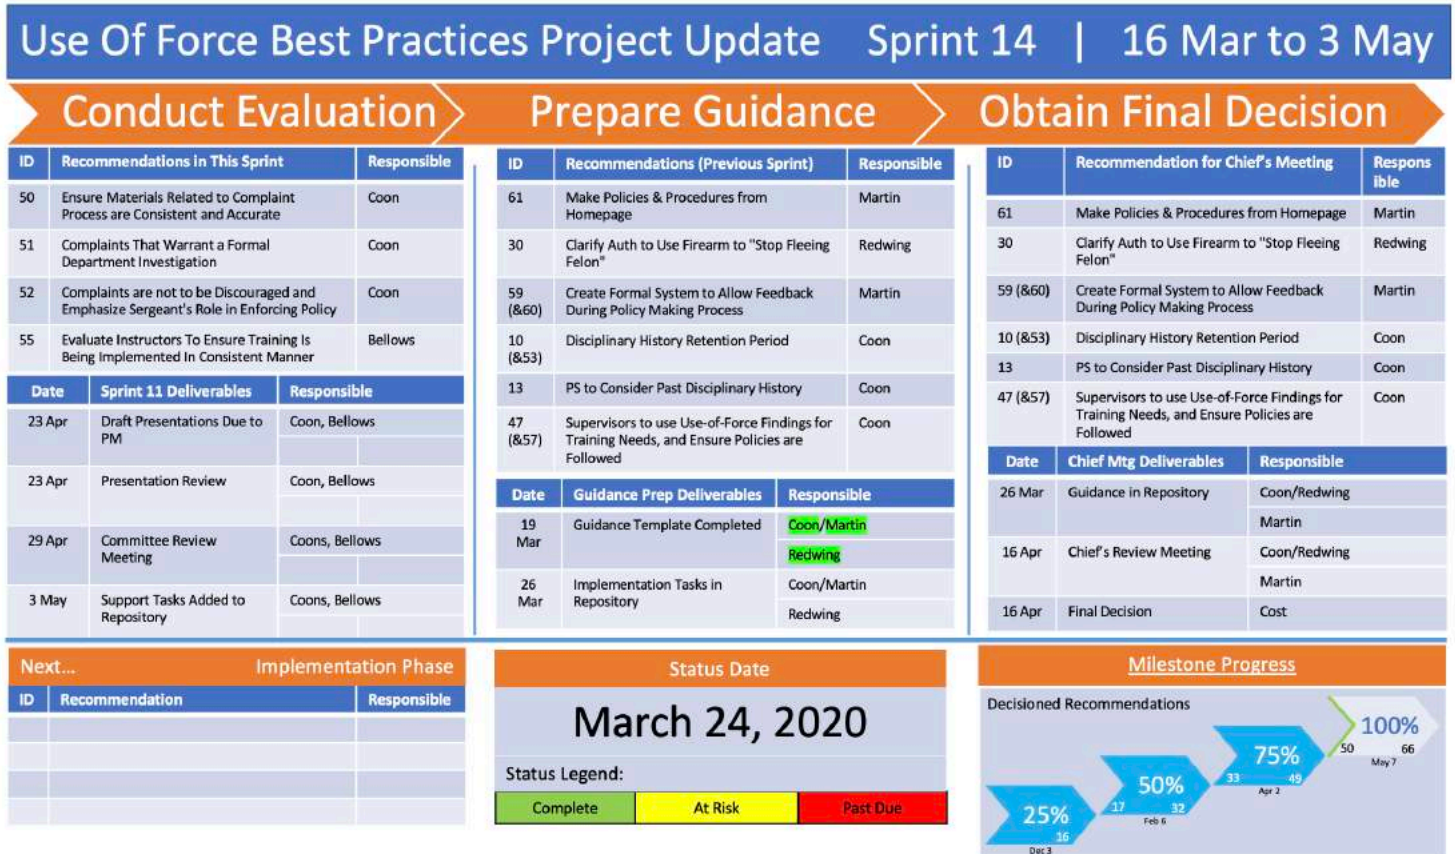 Use Of Force Best Practices Project Update Sprint 14 | 16 Mar to 3 May
Conduct Evaluation
ID Recommendations in This Sprint Responsible
50 Ensure Materials Related to Complaint Coon
Process are Consistent and Accurate
51 Complaints That Warrant a Formal Coon
Department Investigation
52 Complaints are not to be Discouraged and Coon
Emphasize Sergeant's Role in Enforcing Policy
55 Evaluate Instructors To Ensure Training Is Bellows
Being Implemented In Consistent Manner
Date Sprint 11 Deliverables Responsible
23 Apr Draft Presentations Due to Coon, Bellows
PM
23 Apr Presentation Review Coon, Bellows
29 Apr Committee Review Coons, Bellows
Meeting
3 May Support Tasks Added to Coons, Bellows
Repository
Prepare Guidance
ID Recommendations (Previous Sprint) Responsible
61 Make Policies & Procedures from Martin
Homepage
30 Clarify Auth to Use Firearm to "Stop Fleeing Redwing
Felon"
59 Create Formal System to Allow Feedback Martin
(&60) During Policy Making Process
10 Disciplinary History Retention Period Coon
(&53)
13 PS to Consider Past Disciplinary History Coon
47 Supervisors to use Use-of-Force Findings for Coon
(&57) Training Needs, and Ensure Policies are
Followed
Date Guidance Prep Deliverables Responsible
19 Guidance Template Completed Coon/Martin
Mar
Redwing
26 Implementation Tasks in Coon/Martin
Mar Repository
Redwing
Obtain Final Decision
ID Recommendation for Chief's Meeting Respons
ible
61 Make Policies & Procedures from Homepage Martin
30 Clarify Auth to Use Firearm to "Stop Fleeing Redwing
Felon"
59 (&60) Create Formal System to Allow Feedback Martin
During Policy Making Process
10 (&53) Disciplinary History Retention Period Coon
13 PS to Consider Past Disciplinary History Coon
47 (&57) Supervisors to use Use-of-Force Findings for Coon
Training Needs, and Ensure Policies are
Followed
Date Chief Mtg Deliverables Responsible
26 Mar Guidance in Repository Coon/Redwing
Martin
16 Apr Chief's Review Meeting Coon/Redwing
Martin
16 Apr Final Decision Cost
Next... Implementation Phase
ID Recommendation Responsible
Status Date
March 24, 2020
Status Legend:
Complete At Risk Past Due
Milestone Progress
Decisioned Recommendations
25%
16
Dec 3
50%
17 32
Feb 6
75%
33 49
Apr 2
100%
50 66
May 7